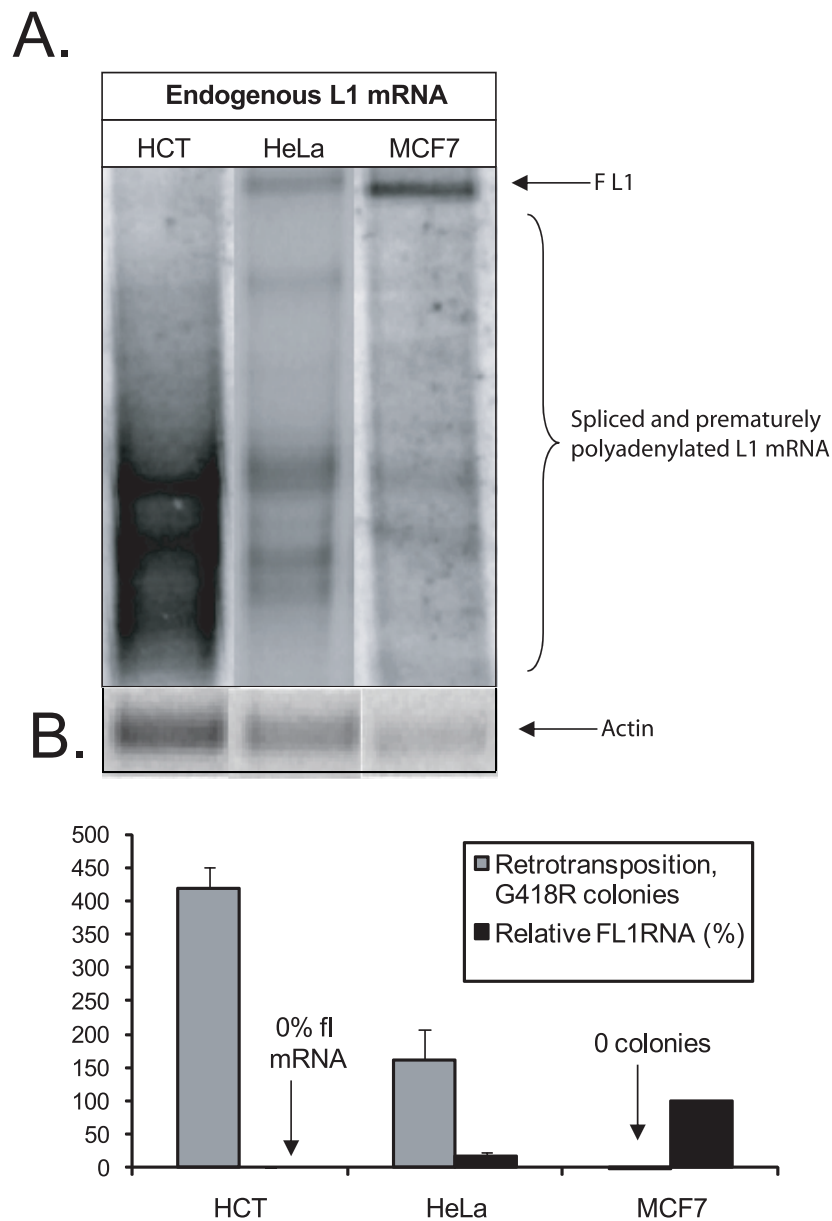 A.
Endogenous L1 mRNA
HCT HeLa MCF7
F L1
Spliced and prematurely
polyadenylated L1 mRNA
Actin
B.
500
450
400
350
300
250
200
150
100
50
0
Retrotransposition,
G418R colonies
Relative FL1RNA (%)
0% fl
mRNA
0 colonies
HCT HeLa MCF7